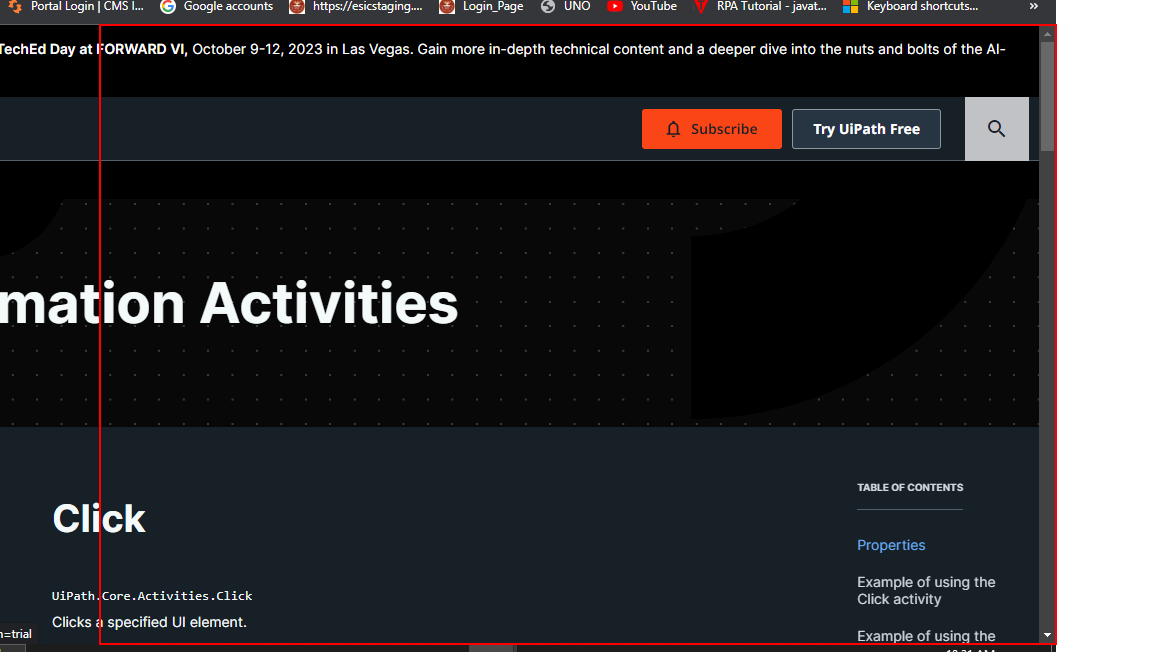 Portal Login | CMS I... Google accounts https://esicstaging.... Login_Page UNO YouTube RPA Tutorial - javat... Keyboard shortcuts... »
TechEd Day at FORWARD VI, October 9-12, 2023 in Las Vegas. Gain more in-depth technical content and a deeper dive into the nuts and bolts of the AI-
Subscribe Try UiPath Free
mation Activities
TABLE OF CONTENTS
Click
Properties
Example of using the
Click activity
UiPath.Core.Activities.Click
Clicks a specified UI element.
Example of using the
n=trial